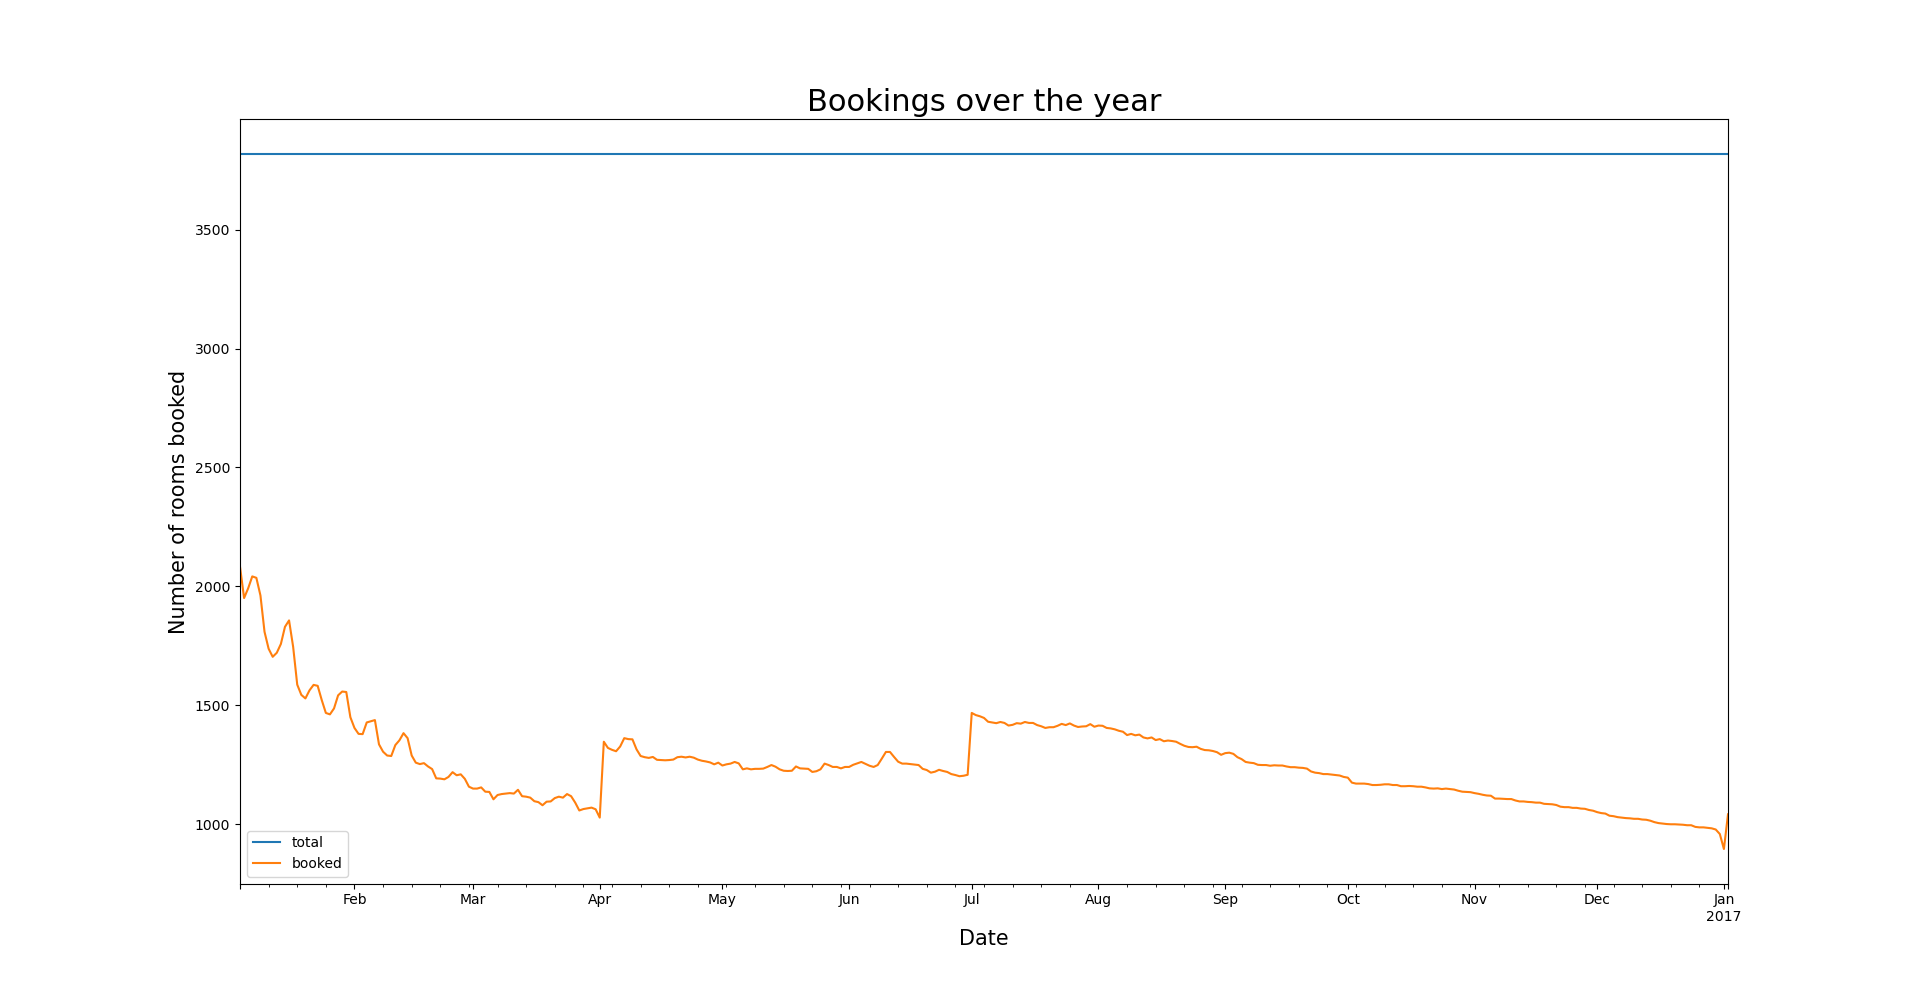 Bookings over the year
Number of rooms booked
3500
3000
2500
2000
1500
1000
total
booked
Feb Mar Apr May Jun Jul Aug Sep Oct Nov Dec Jan
2017
Date